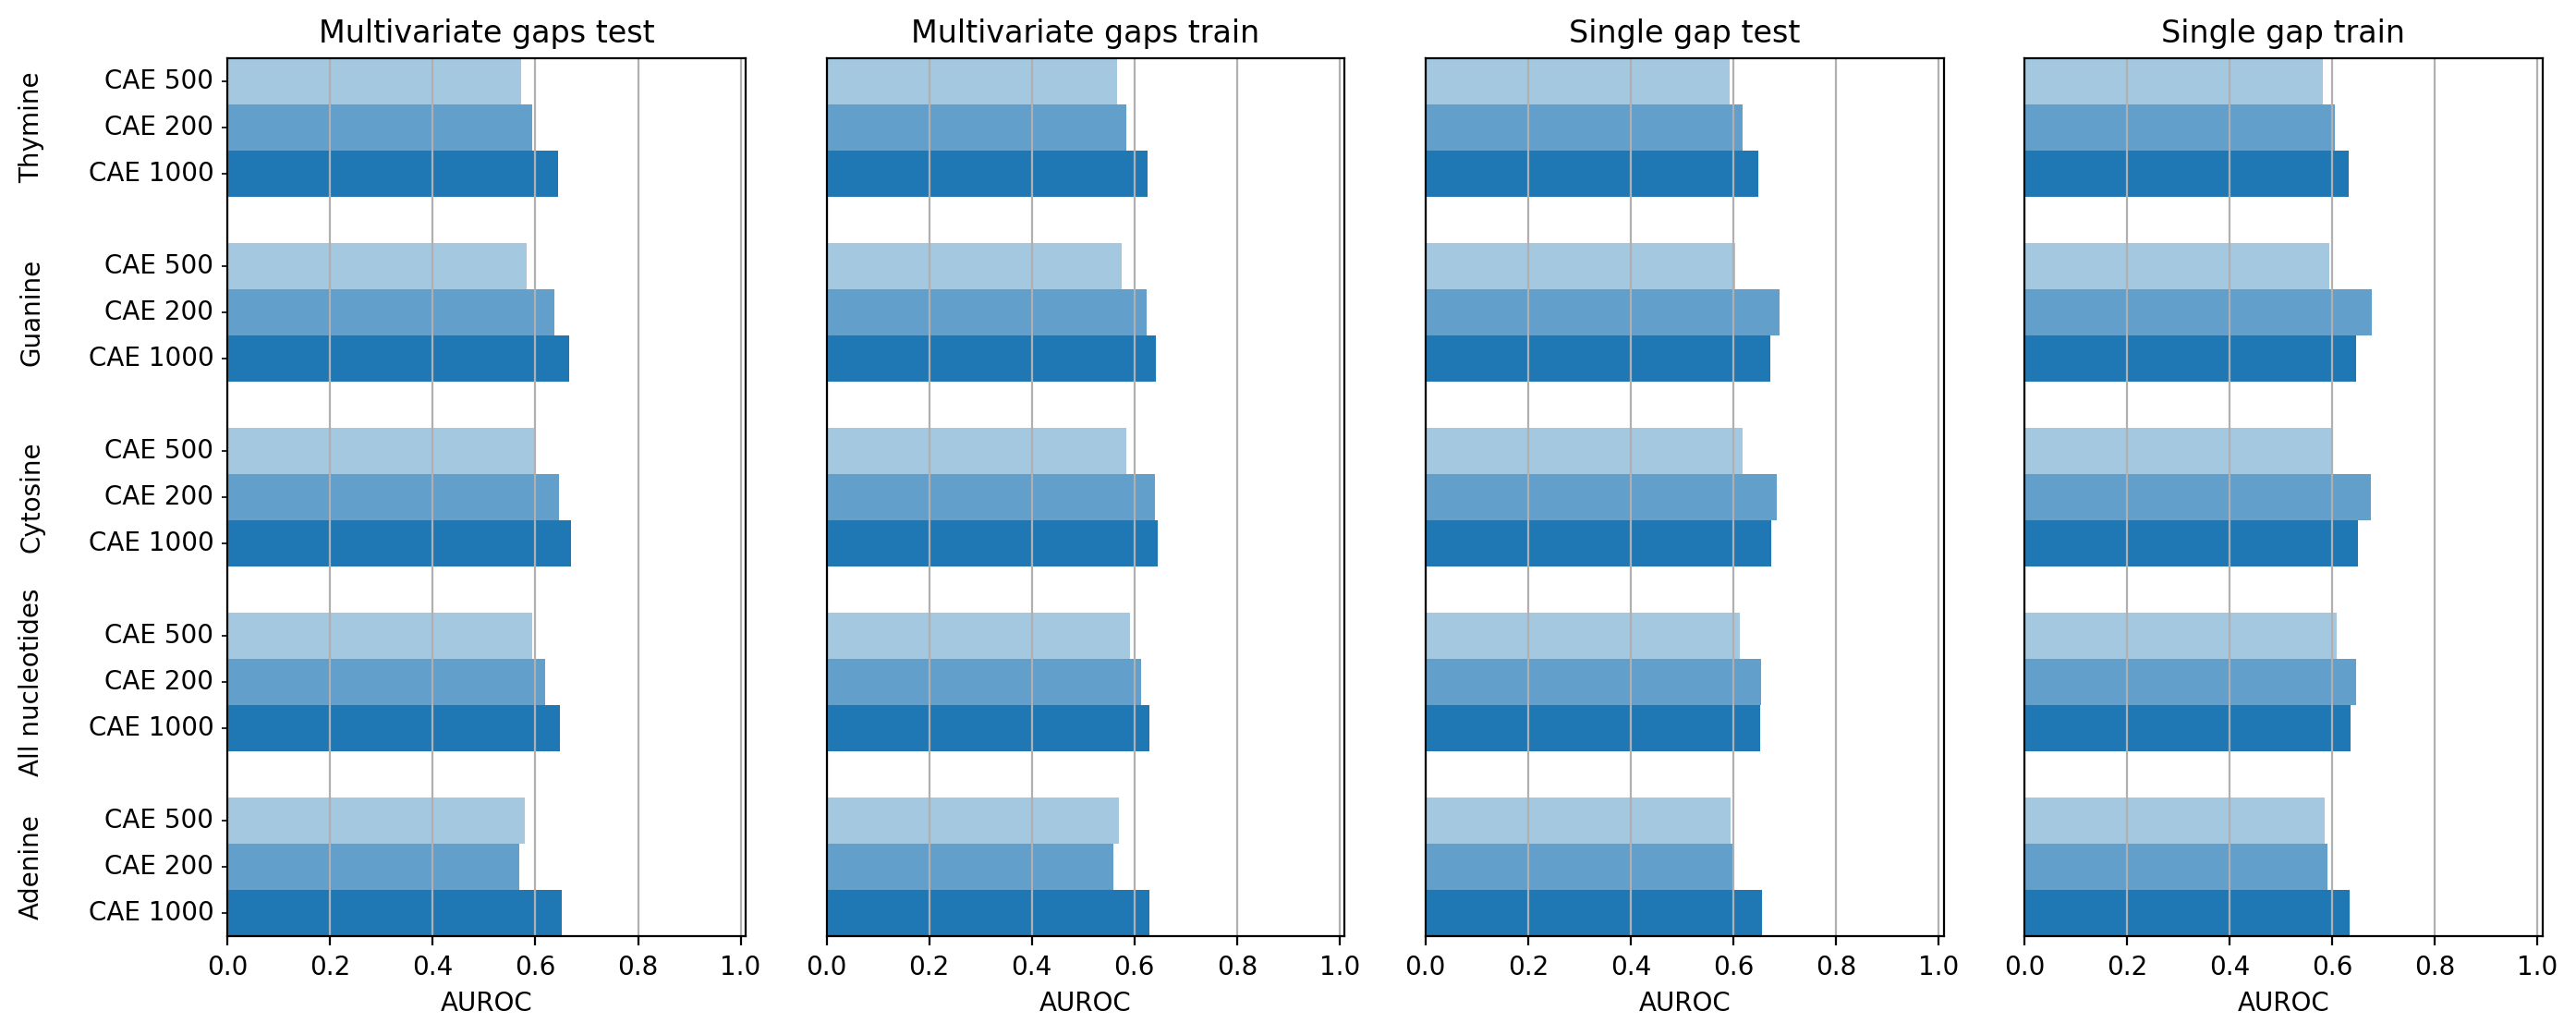 Multivariate gaps test
Multivariate gaps train
Single gap test
Single gap train
Thymine
CAE 500
CAE 200
CAE 1000
Guanine
CAE 500
CAE 200
CAE 1000
Cytosine
CAE 500
CAE 200
CAE 1000
All nucleotides
CAE 500
CAE 200
CAE 1000
Adenine
CAE 500
CAE 200
CAE 1000
0.0 0.2 0.4 0.6 0.8 1.0
0.0 0.2 0.4 0.6 0.8 1.0
0.0 0.2 0.4 0.6 0.8 1.0
0.0 0.2 0.4 0.6 0.8 1.0
AUROC
AUROC
AUROC
AUROC